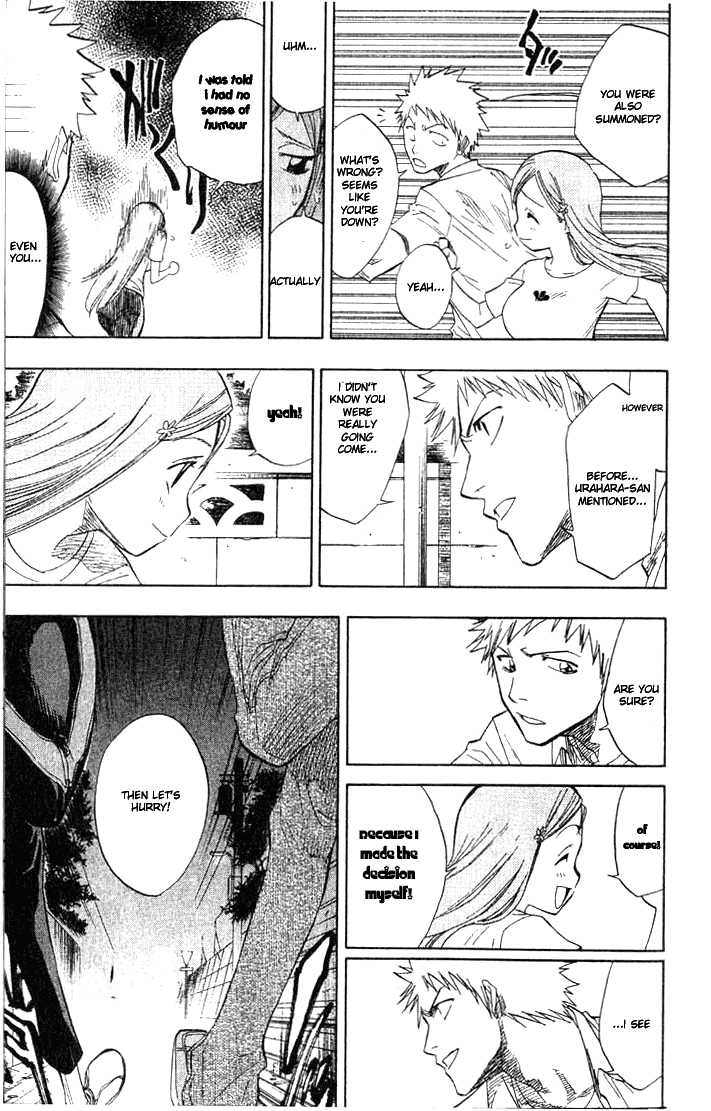 YOU WERE
ALSO
SUMMONED?
WHAT'S
WRONG?
SEEMS
LIKE
YOU'RE
DOWN?
YEAH...
UHM...
ACTUALLY
I was told
i had no
sense of
humour
EVEN
YOU...
HOWEVER
BEFORE...
URAHARA-SAN
MENTIONED...
I DIDN'T
KNOW YOU
WERE
REALLY
GOING
COME...
yeah!
ARE YOU
SURE?
of
course!
because i
made the
decision
myself!
...I SEE
THEN LET'S
HURRY!